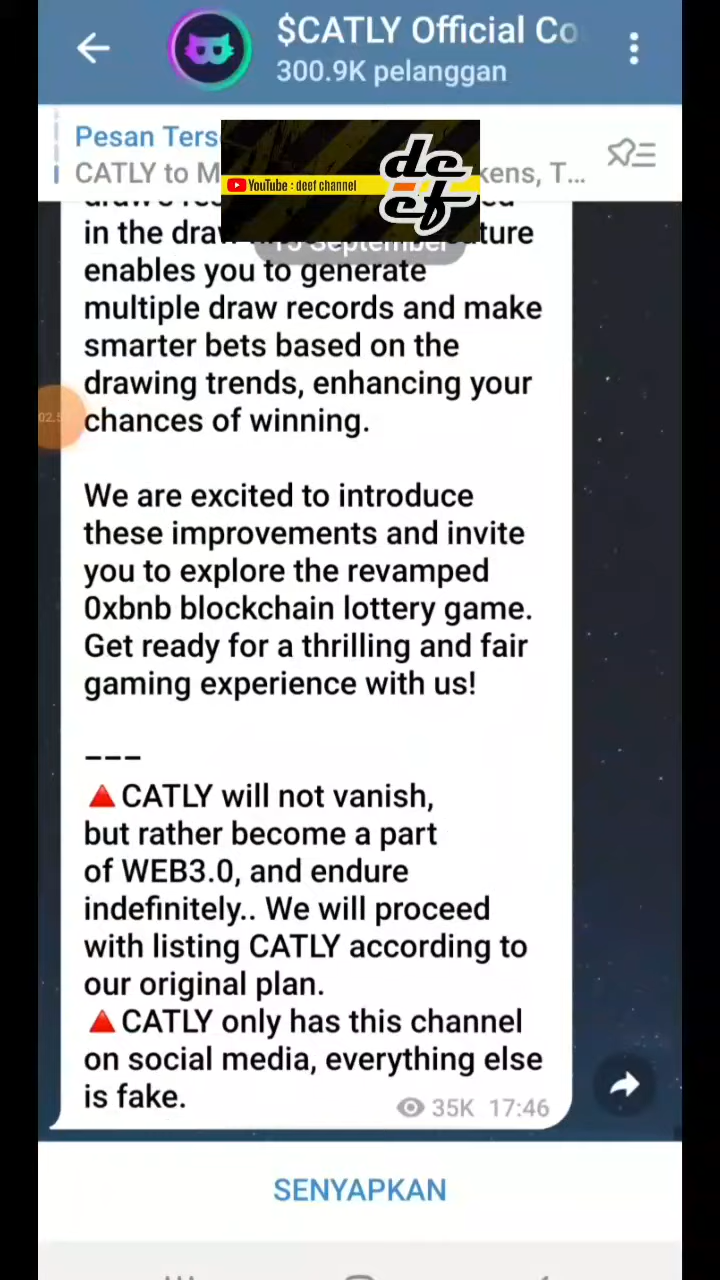 $CATLY Official Co
300.9K pelanggan
Pesan Ters
CATLY to M
kens, T...
YouTube : deef channel
de
ef
15 September
in the draw
enables you to generate
multiple draw records and make
smarter bets based on the
drawing trends, enhancing your
chances of winning.
We are excited to introduce
these improvements and invite
you to explore the revamped
0xbnb blockchain lottery game.
Get ready for a thrilling and fair
gaming experience with us!
---
🔺CATLY will not vanish,
but rather become a part
of WEB3.0, and endure
indefinitely.. We will proceed
with listing CATLY according to
our original plan.
🔺CATLY only has this channel
on social media, everything else
is fake.
35K 17:46
SENYAPKAN